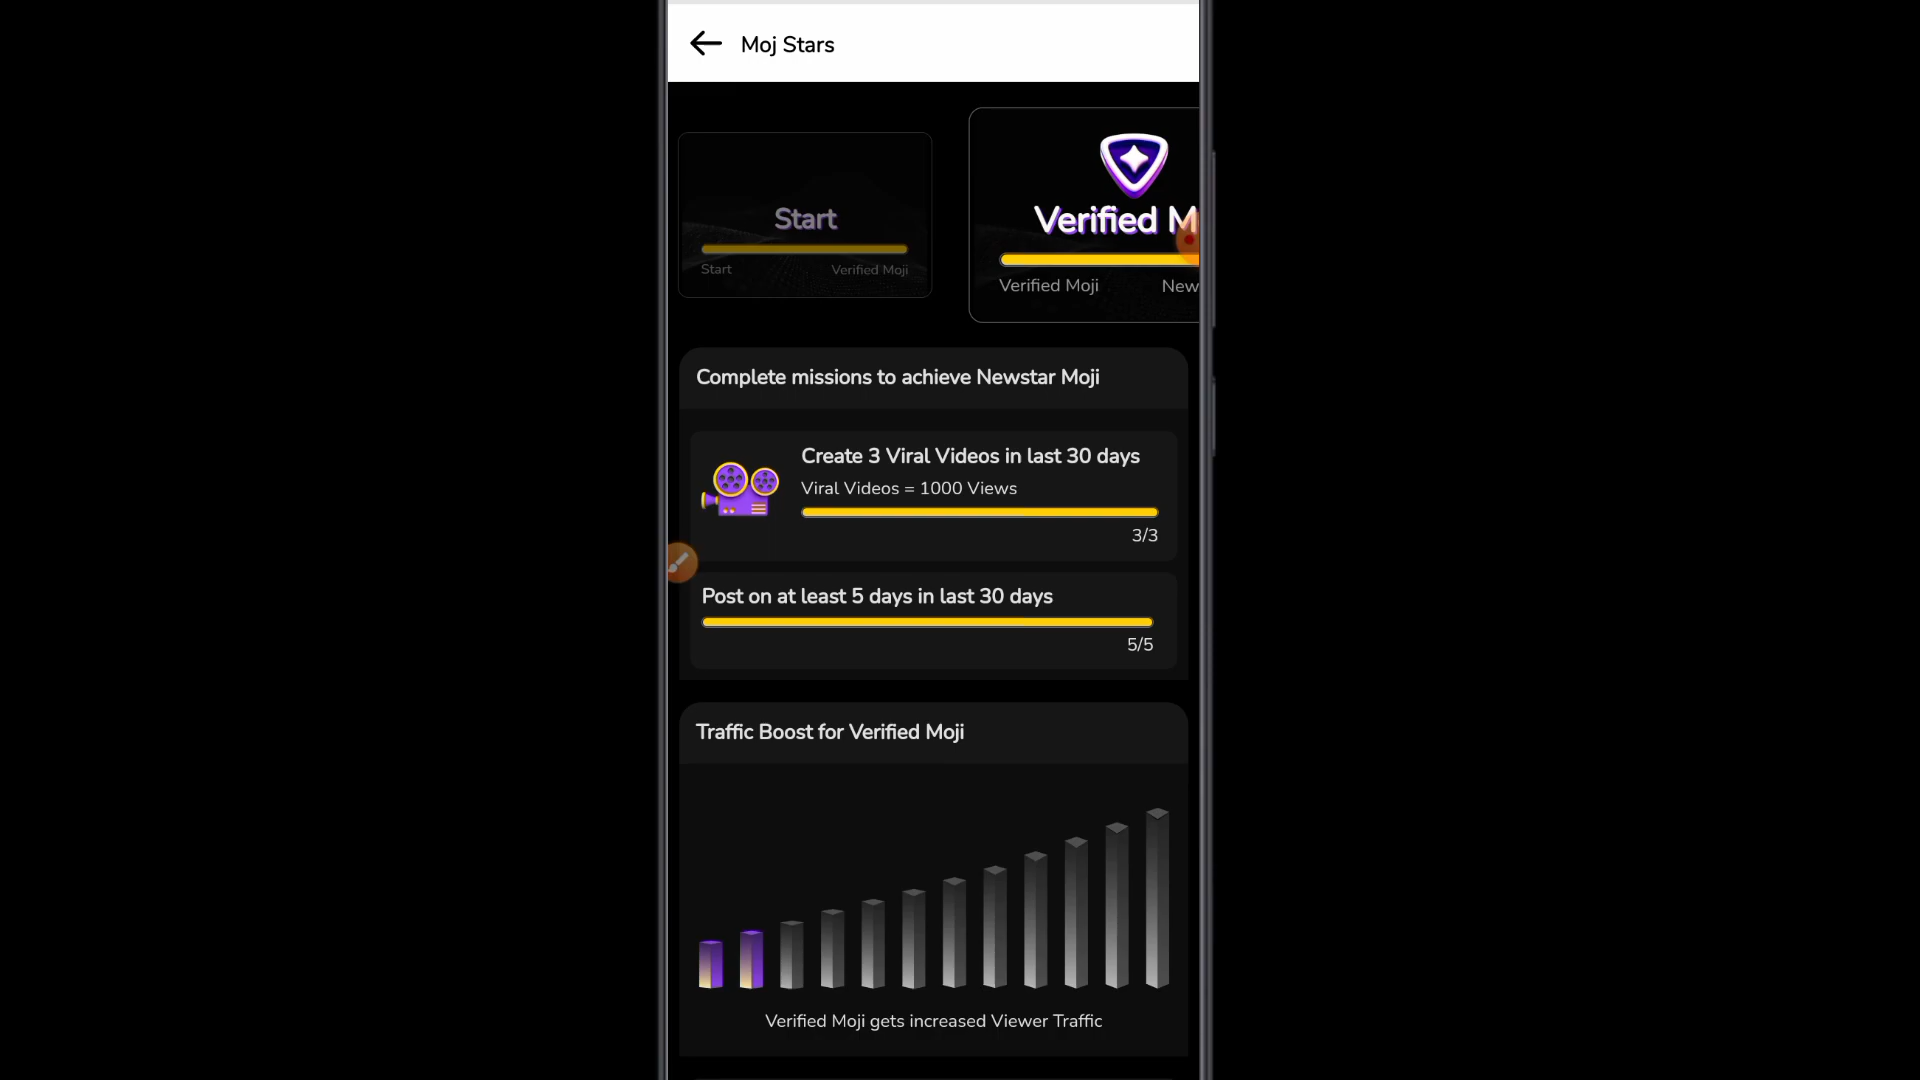 Moj Stars
Start
Start
Verified Moji
Verified M
Verified Moji
New
Complete missions to achieve Newstar Moji
Create 3 Viral Videos in last 30 days
Viral Videos = 1000 Views
3/3
Post on at least 5 days in last 30 days
5/5
Traffic Boost for Verified Moji
Verified Moji gets increased Viewer Traffic